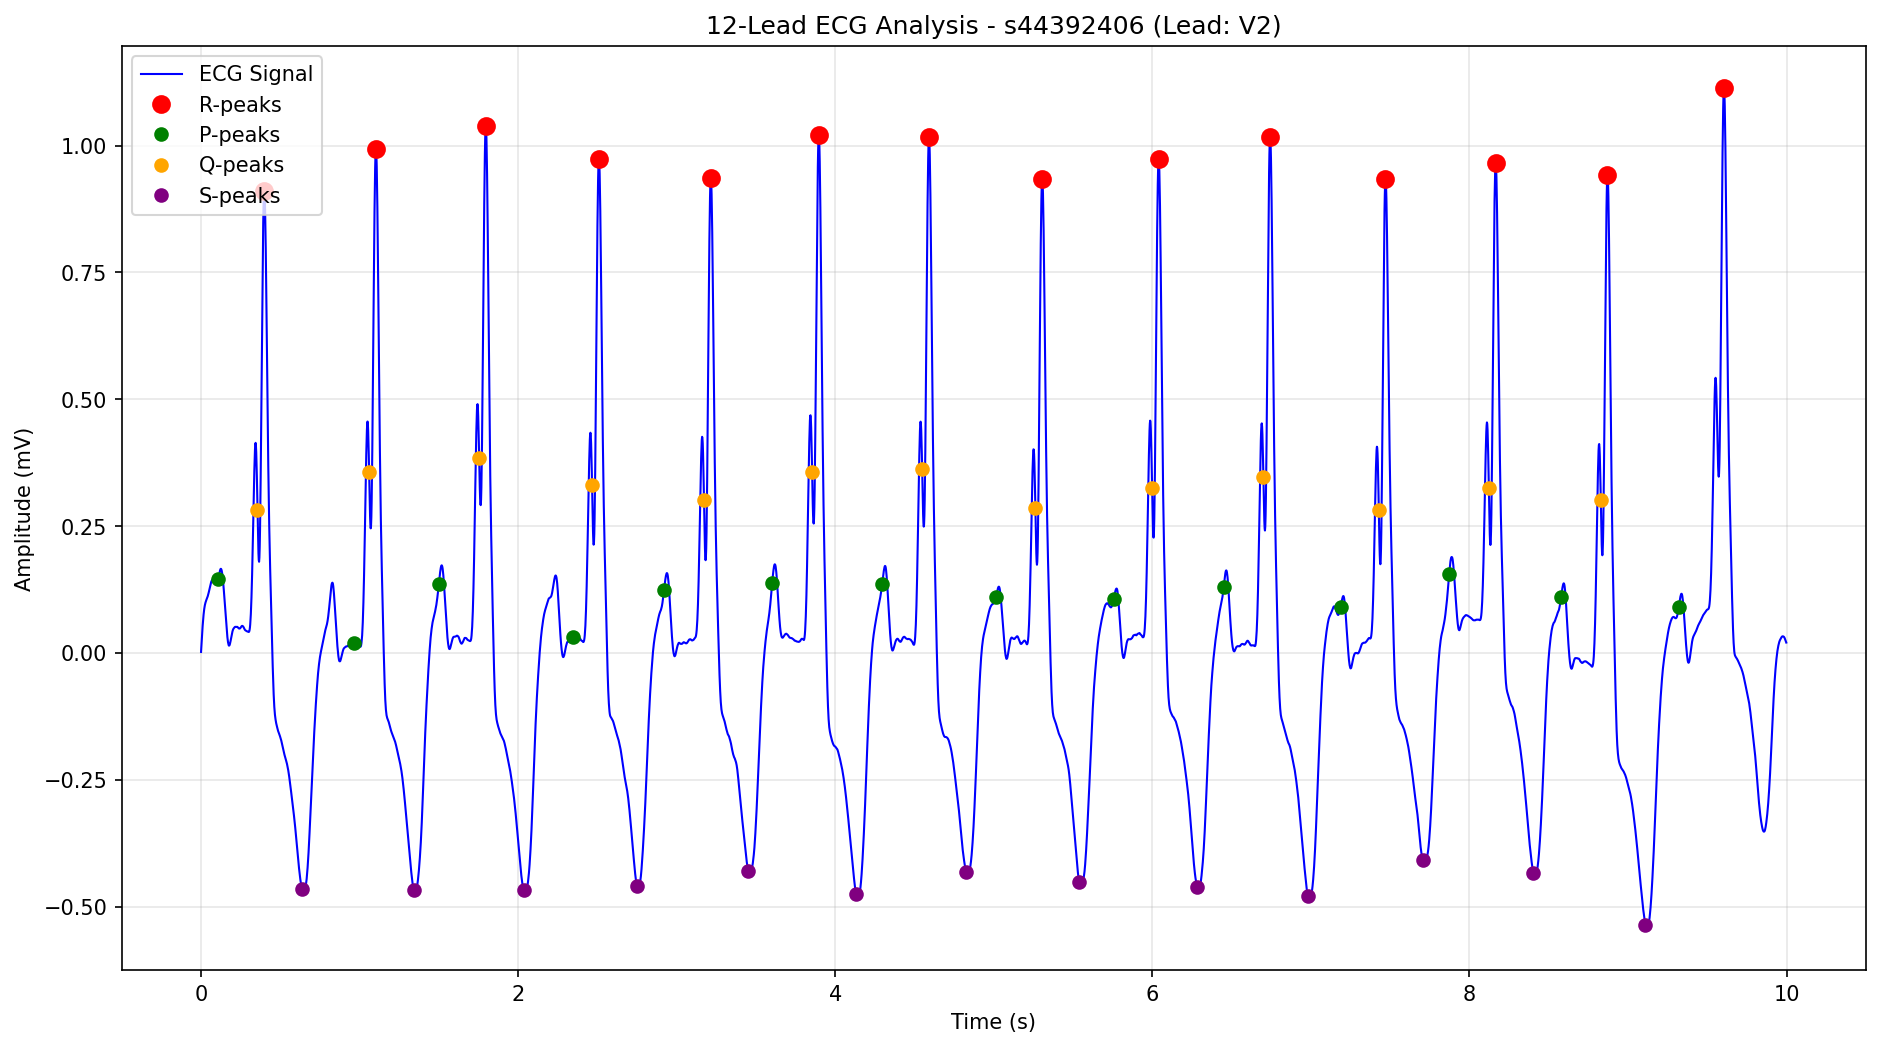 12-Lead ECG Analysis - s44392406 (Lead: V2)
ECG Signal
R-peaks
P-peaks
Q-peaks
S-peaks
Amplitude (mV)
1.00
0.75
0.50
0.25
0.00
−0.25
−0.50
0 2 4 6 8 10
Time (s)